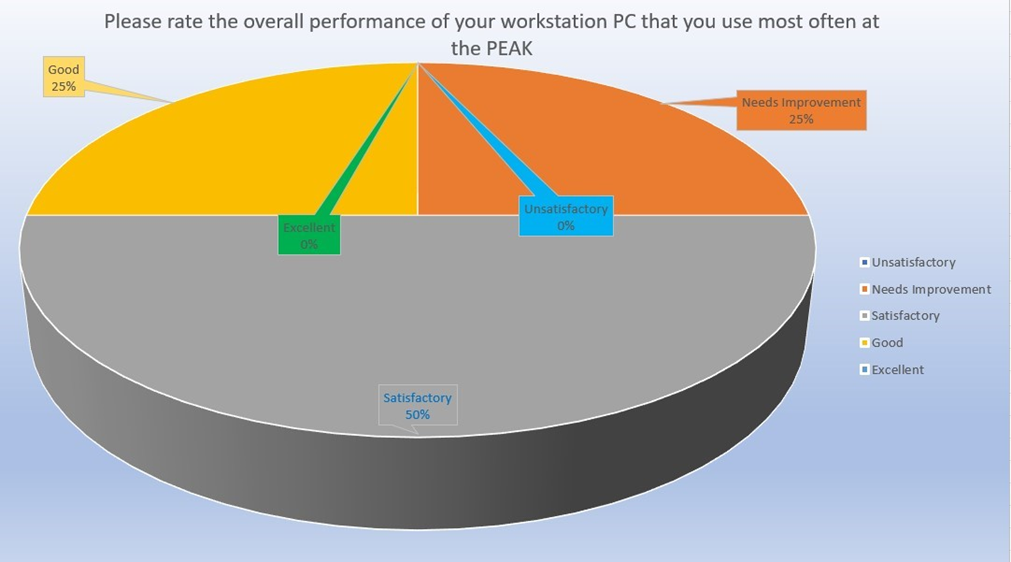 Please rate the overall performance of your workstation PC that you use most often at
the PEAK
Good
25%
Needs Improvement
25%
Excellent
0%
Unsatisfactory
0%
Satisfactory
50%
Unsatisfactory
Needs Improvement
Satisfactory
Good
Excellent